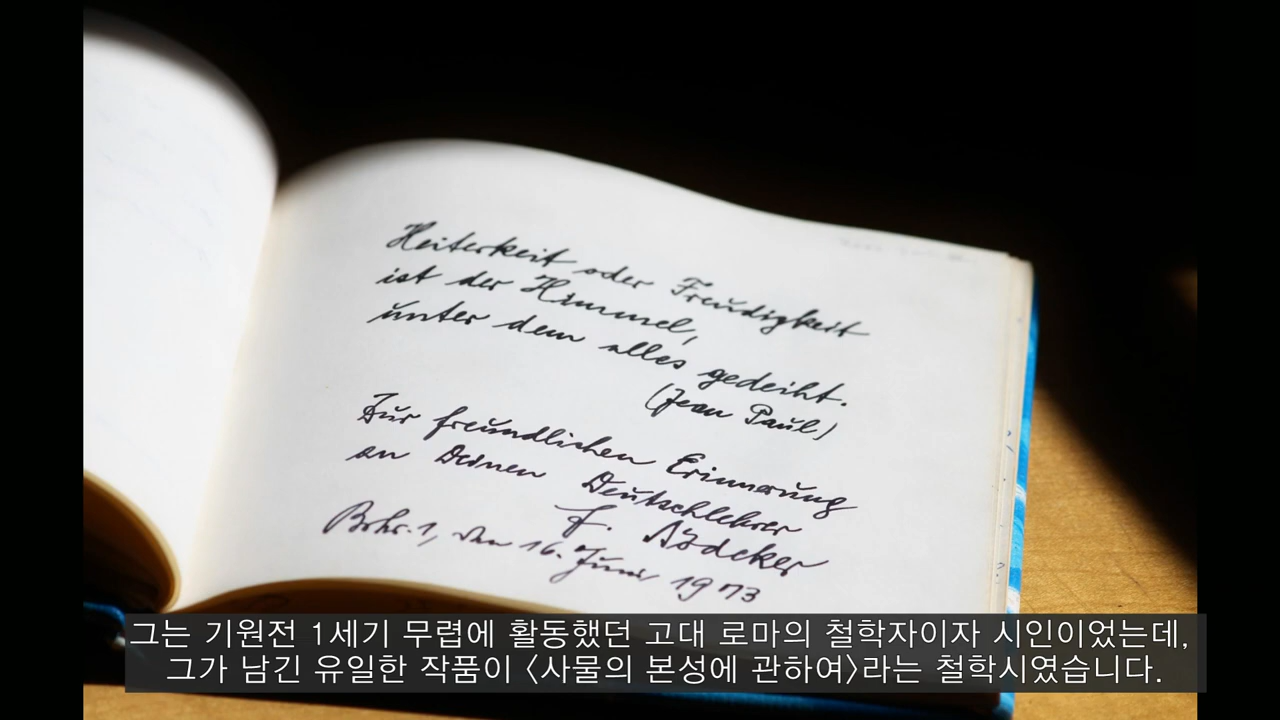 Heiterkeit oder Freudigkeit
ist der Himmel,
unter dem alles gedeiht.
(Jean Paul)
Zur freundlichen Erinnerung
an Deinen Deutschlehrer
F.
den 16. Juni 1973
그는 기원전 1세기 무렵에 활동했던 고대 로마의 철학자이자 시인이었는데,
그가 남긴 유일한 작품이 〈사물의 본성에 관하여〉라는 철학시였습니다.